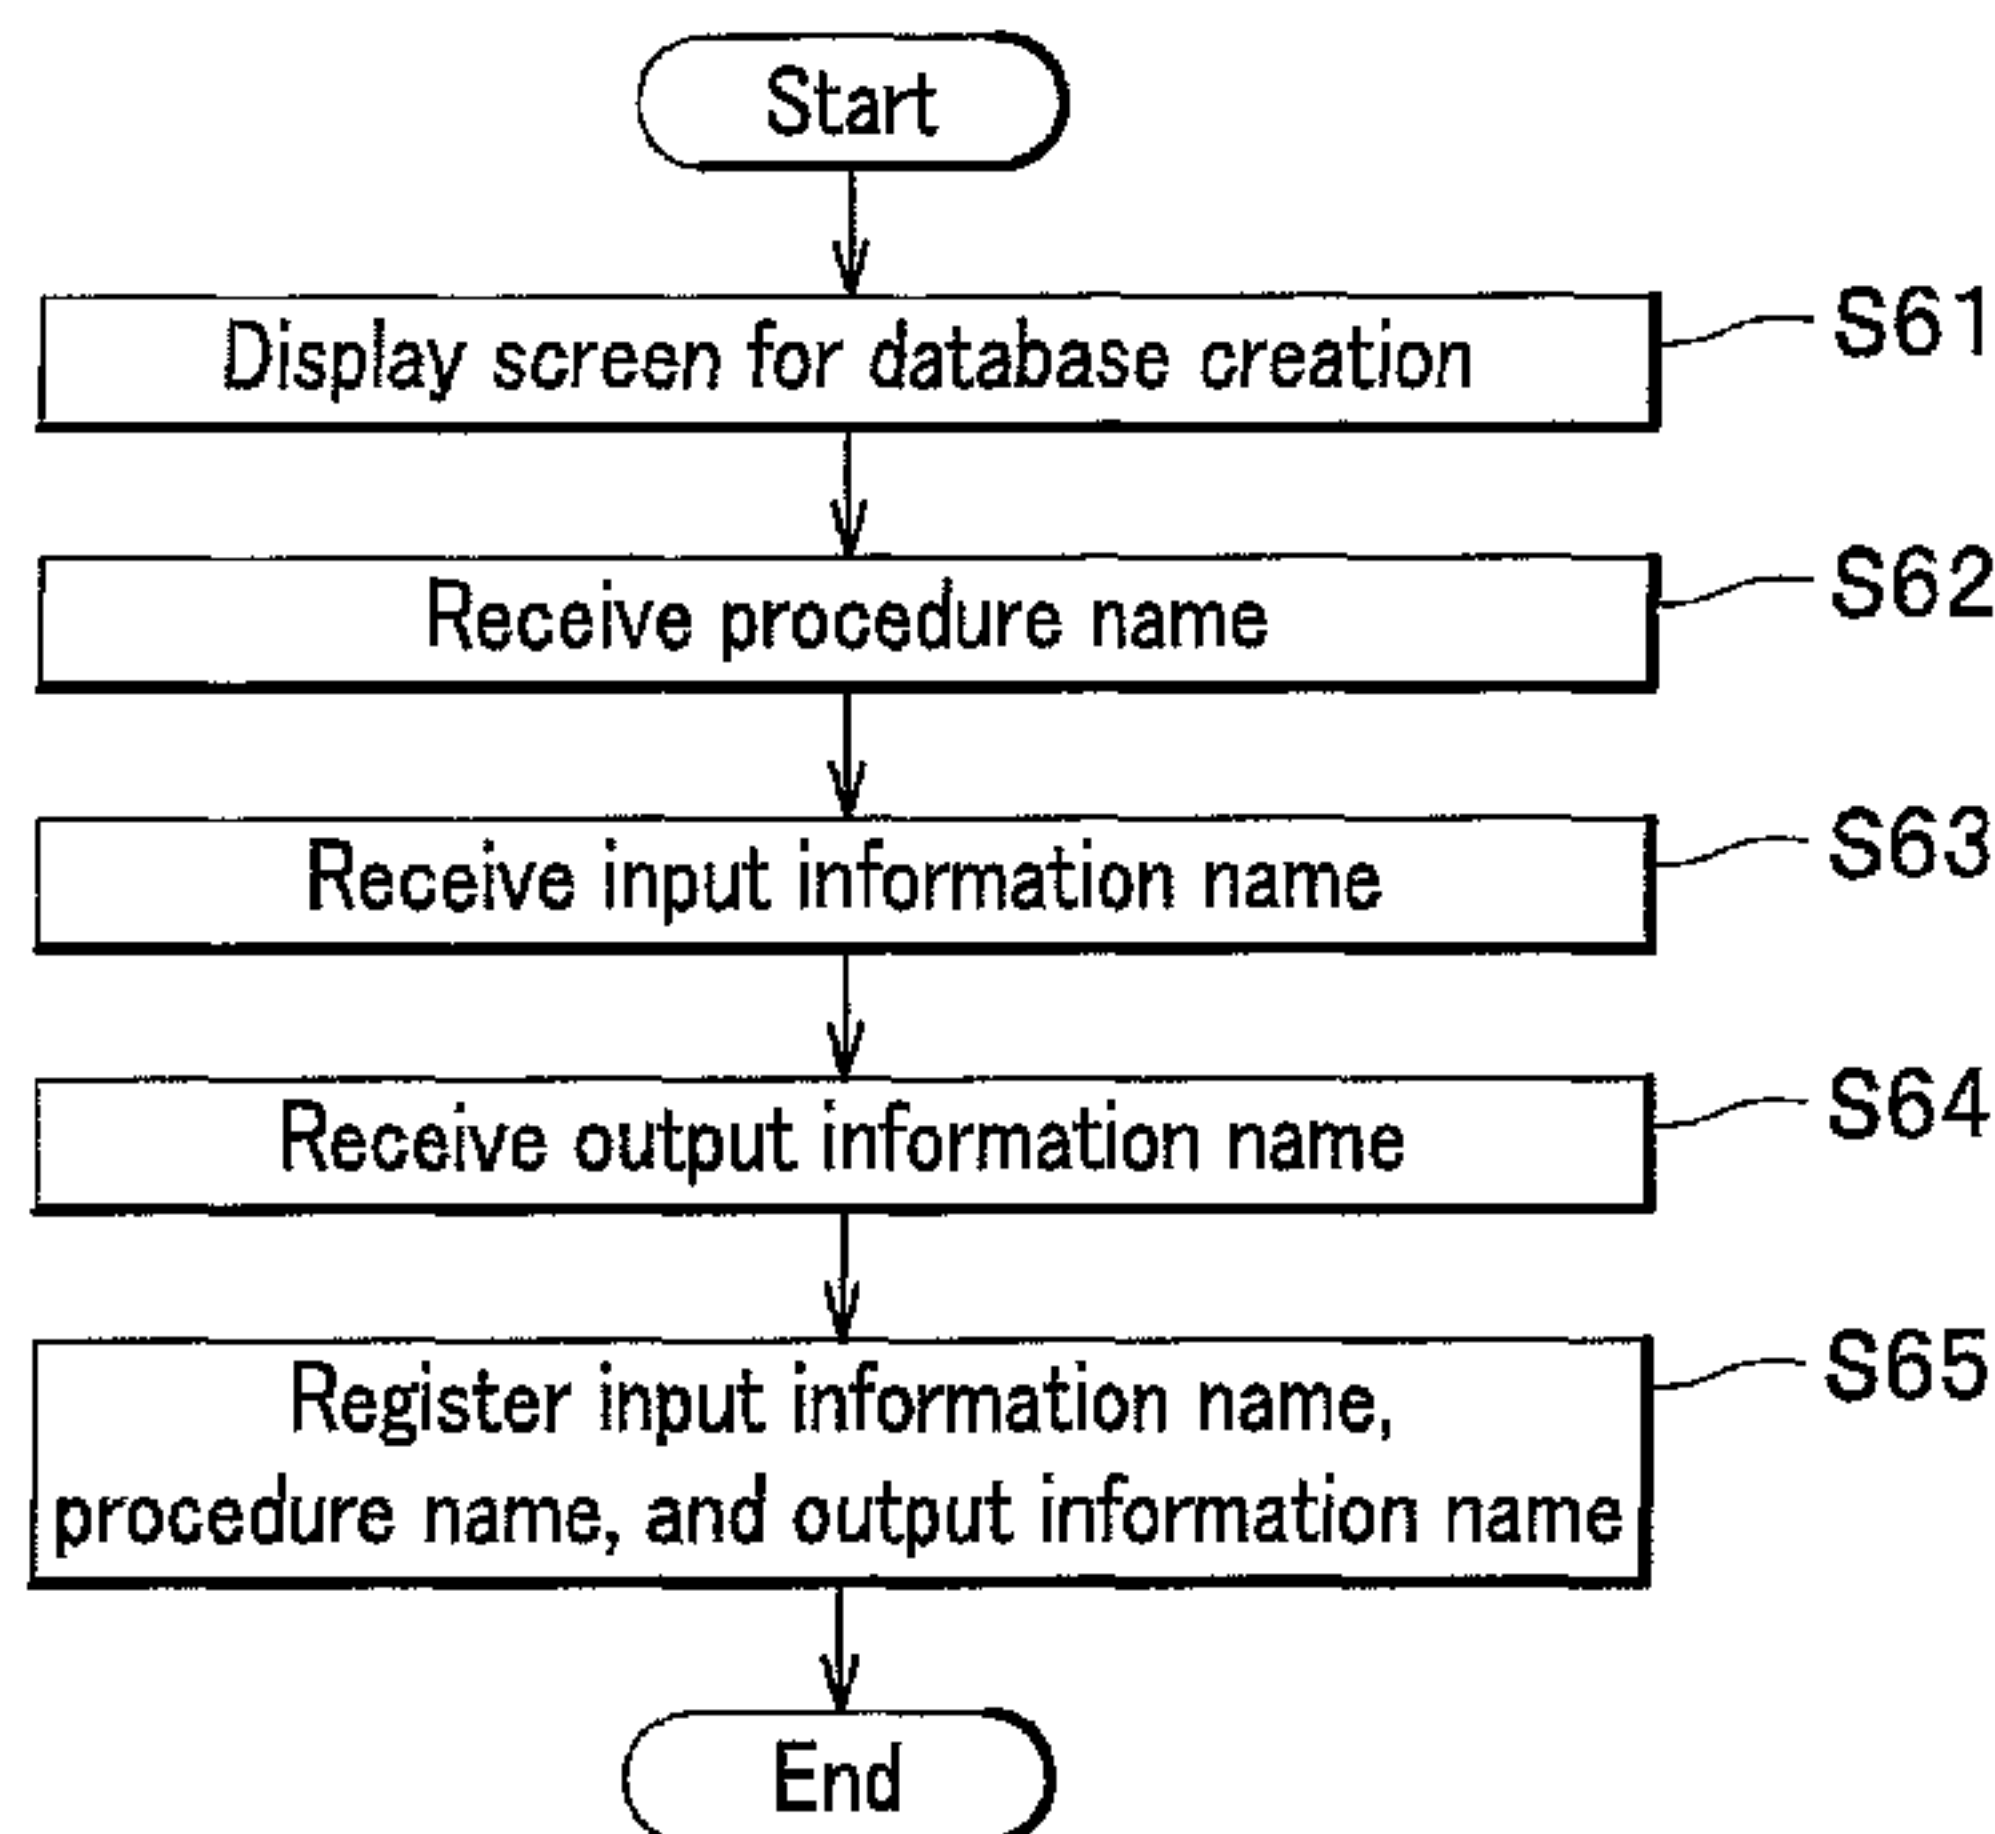 Start
Display screen for database creation
S61
Receive procedure name
S62
Receive input information name
S63
Receive output information name
S64
Register input information name,
procedure name, and output information name
S65
End